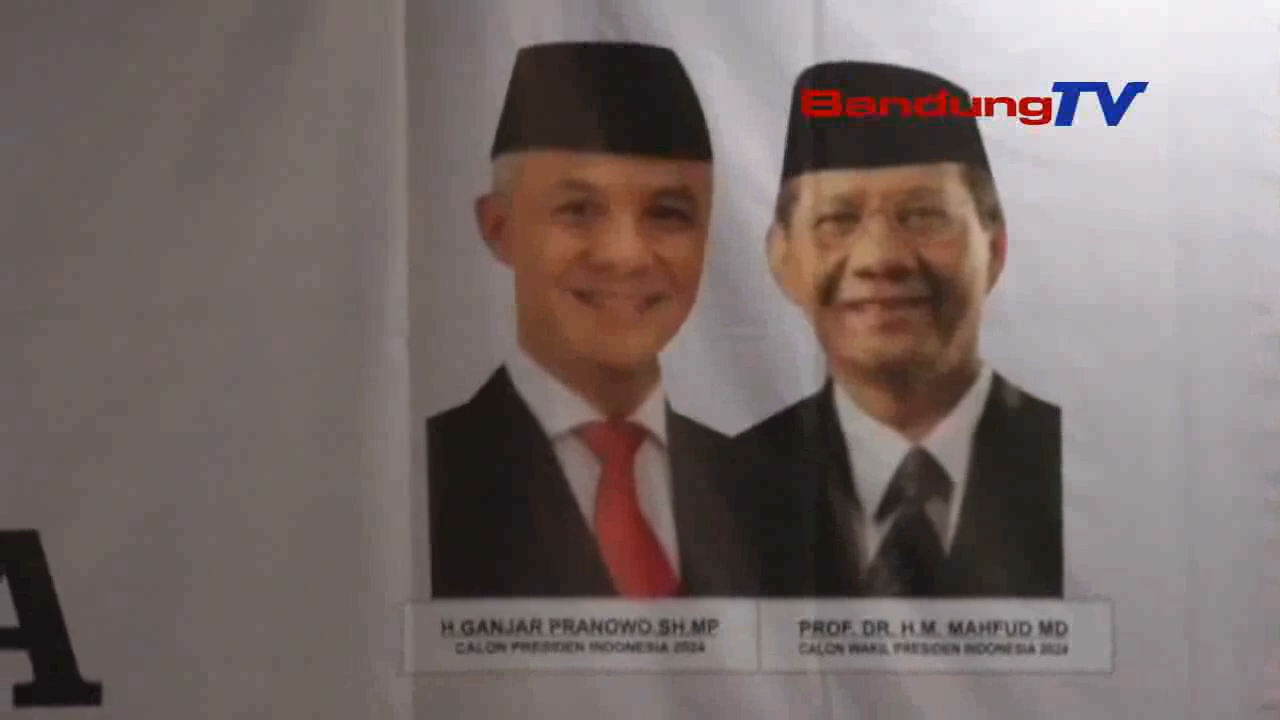 BandungTV
A
H.GANJAR PRANOWO.SH.MP
CALON PRESIDEN INDONESIA 2024
PROF. DR. H.M. MAHFUD MD
CALON WAKIL PRESIDEN INDONESIA 2024